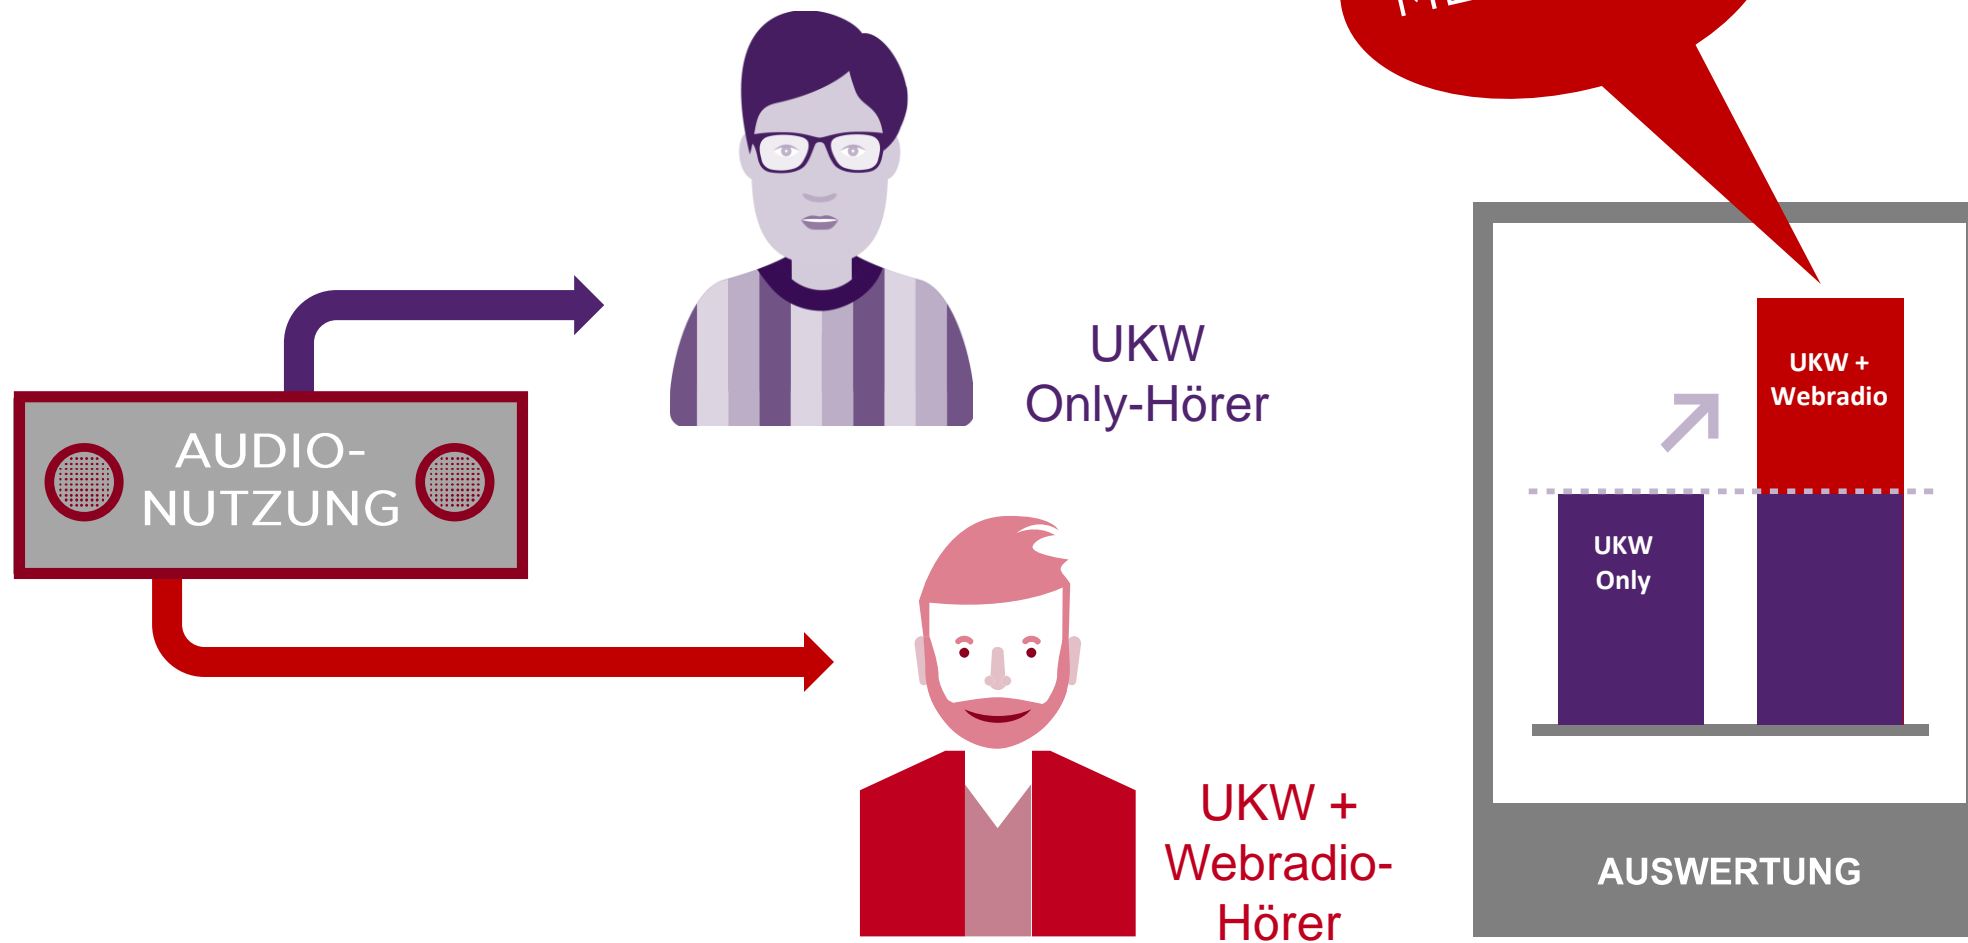 UKW
Only-Hörer
AUDIO-
NUTZUNG
UKW +
Webradio-
Hörer
UKW +
Webradio
UKW
Only
AUSWERTUNG